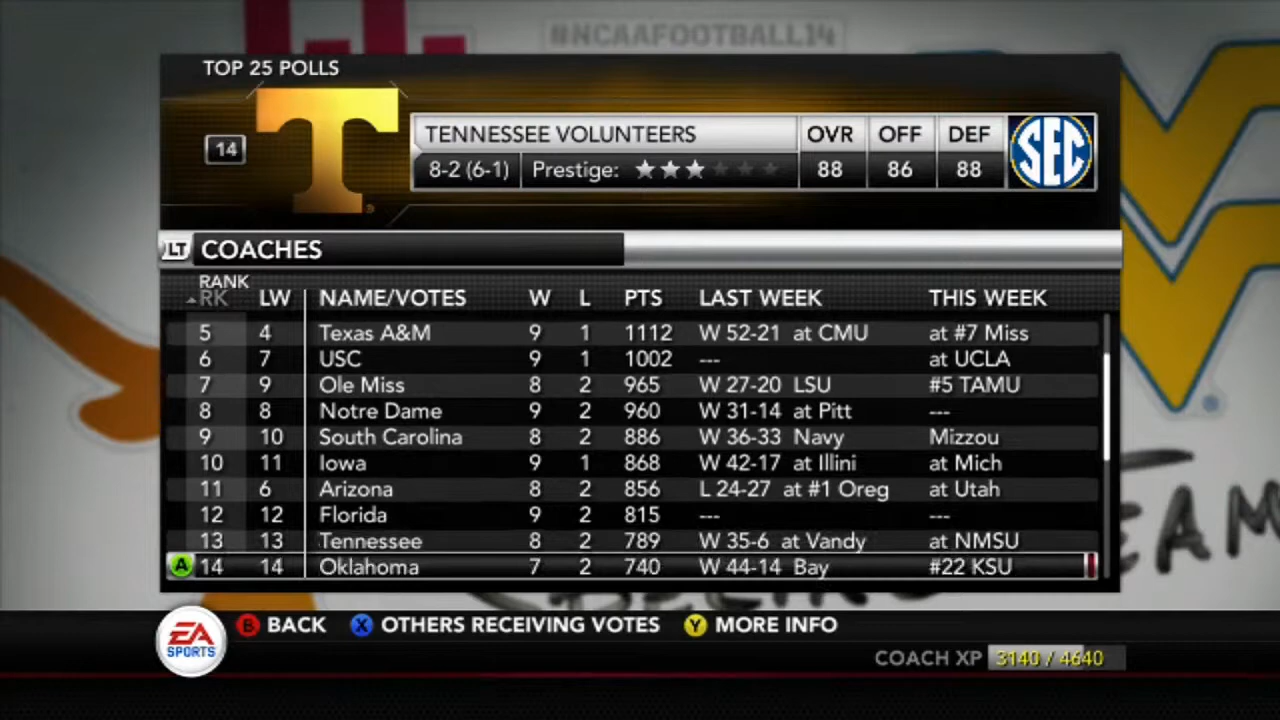 #NCAAFOOTBALL14
TOP 25 POLLS
14
T
TENNESSEE VOLUNTEERS OVR OFF DEF SEC
8-2 (6-1) Prestige: 88 86 88
LT COACHES
RANK
RK LW NAME/VOTES W L PTS LAST WEEK THIS WEEK
5 4 Texas A&M 9 1 1112 W 52-21 at CMU at #7 Miss
6 7 USC 9 1 1002 --- at UCLA
7 9 Ole Miss 8 2 965 W 27-20 LSU #5 TAMU
8 8 Notre Dame 9 2 960 W 31-14 at Pitt ---
9 10 South Carolina 8 2 886 W 36-33 Navy Mizzou
10 11 Iowa 9 1 868 W 42-17 at Illini at Mich
11 6 Arizona 8 2 856 L 24-27 at #1 Oreg at Utah
12 12 Florida 9 2 815 --- ---
13 13 Tennessee 8 2 789 W 35-6 at Vandy at NMSU
A 14 14 Oklahoma 7 2 740 W 44-14 Bay #22 KSU
EA SPORTS B BACK X OTHERS RECEIVING VOTES Y MORE INFO
COACH XP 3140 / 4640